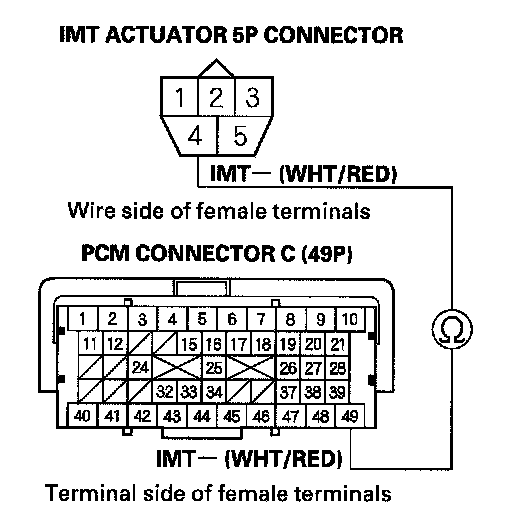 IMT ACTUATOR 5P CONNECTOR
1 2 3
4 5
IMT— (WHT/RED)
Wire side of female terminals
PCM CONNECTOR C (49P)
1 2 3 4 5 6 7 8 9 10
11 12 15 16 17 18 19 20 21
Ω
24 25 26 27 28
32 33 34 37 38 39
40 41 42 43 44 45 46 47 48 49
IMT— (WHT/RED)
Terminal side of female terminals